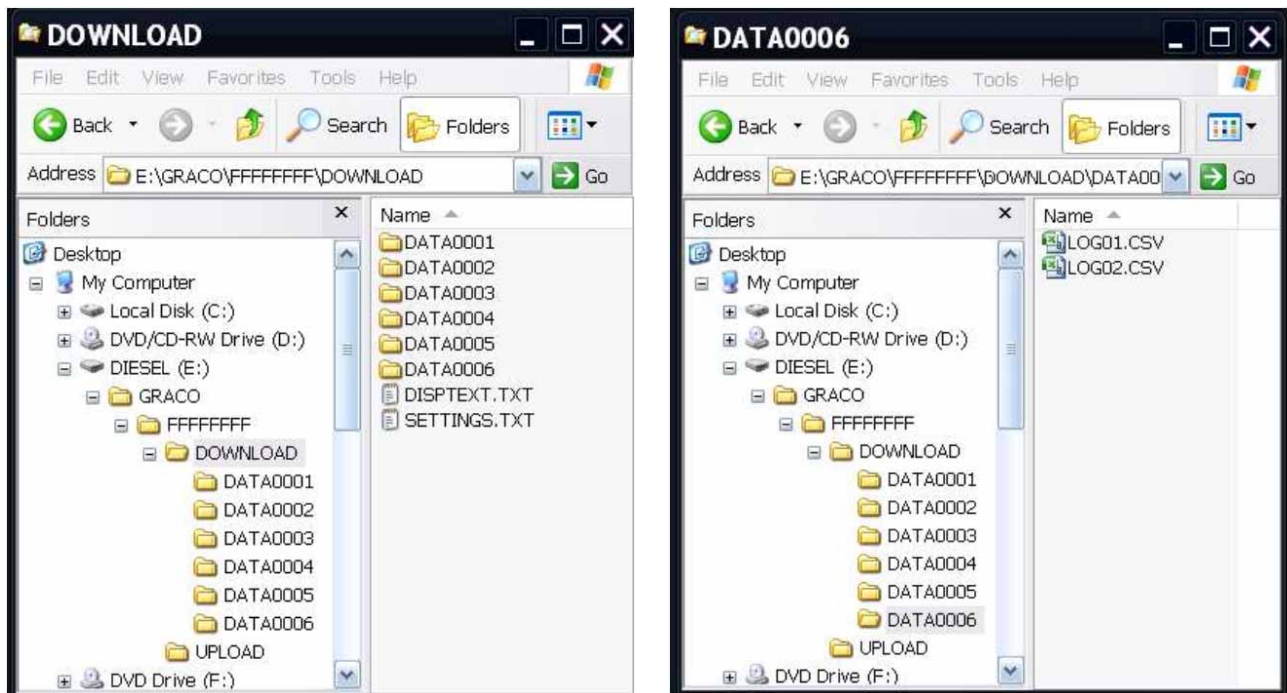 DOWNLOAD
File Edit View Favorites Tools Help
Back Search Folders
Address E:\GRACO\FFFFFFFF\DOWNLOAD Go
Folders
Desktop
My Computer
Local Disk (C:)
DVD/CD-RW Drive (D:)
DIESEL (E:)
GRACO
FFFFFFFF
DOWNLOAD
DATA0001
DATA0002
DATA0003
DATA0004
DATA0005
DATA0006
UPLOAD
DVD Drive (F:)
Name
DATA0001
DATA0002
DATA0003
DATA0004
DATA0005
DATA0006
DISPTEXT.TXT
SETTINGS.TXT
DATA0006
File Edit View Favorites Tools Help
Back Search Folders
Address E:\GRACO\FFFFFFFF\DOWNLOAD\DATA00 Go
Folders
Desktop
My Computer
Local Disk (C:)
DVD/CD-RW Drive (D:)
DIESEL (E:)
GRACO
FFFFFFFF
DOWNLOAD
DATA0001
DATA0002
DATA0003
DATA0004
DATA0005
DATA0006
UPLOAD
DVD Drive (F:)
Name
LOG01.CSV
LOG02.CSV